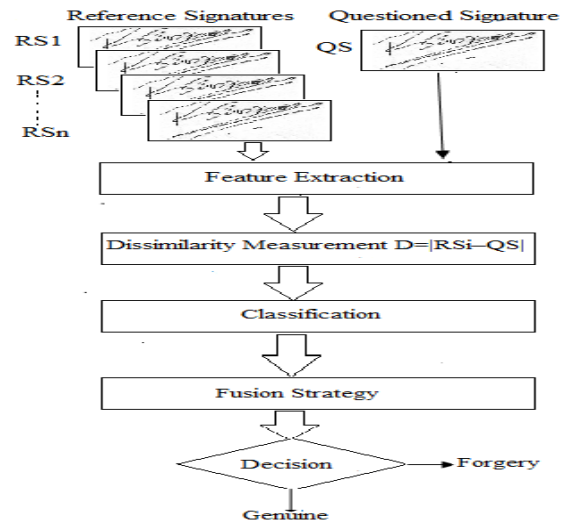 Reference Signatures
Questioned Signature
RS1
QS
RS2
RSn
Feature Extraction
Dissimilarity Measurement D=|RSi–QS|
Classification
Fusion Strategy
Decision
Forgery
Genuine